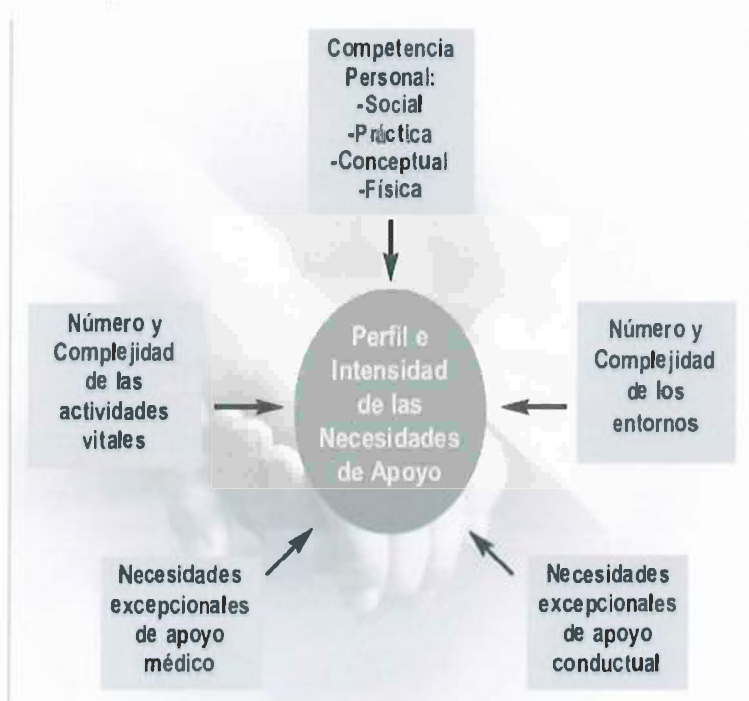 Competencia
Personal:
-Social
-Práctica
-Conceptual
-Física
Número y
Complejidad
de las
actividades
vitales
Perfil e
Intensidad
de las
Necesidades
de Apoyo
Número y
Complejidad
de los
entornos
Necesidades
excepcionales
de apoyo
médico
Necesidades
excepcionales
de apoyo
conductual